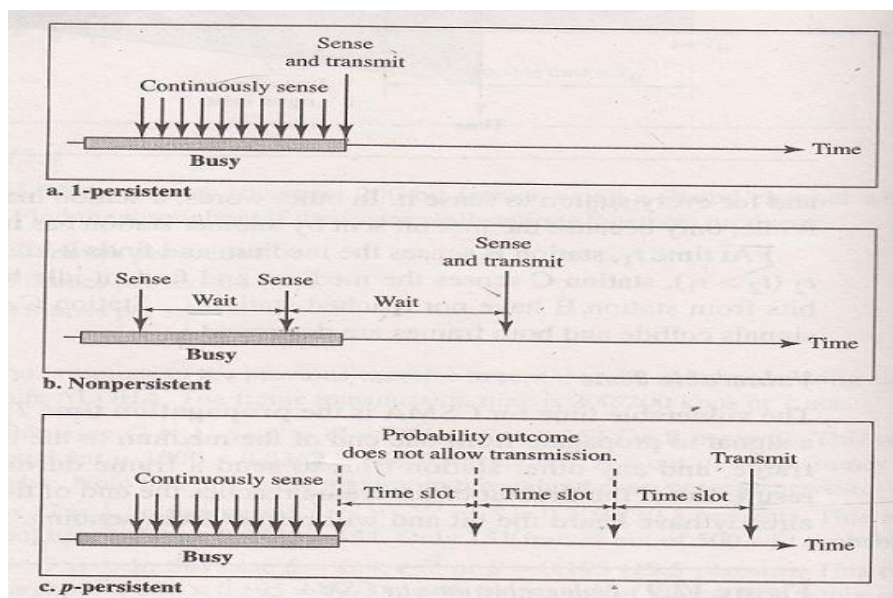 Sense
and transmit
Continuously sense
Busy
Time
a. 1-persistent
Sense
and transmit
Sense
Sense
Wait
Wait
Busy
Time
b. Nonpersistent
Probability outcome
does not allow transmission.
Transmit
Continuously sense
Time slot
Time slot
Time slot
Busy
Time
c. p-persistent